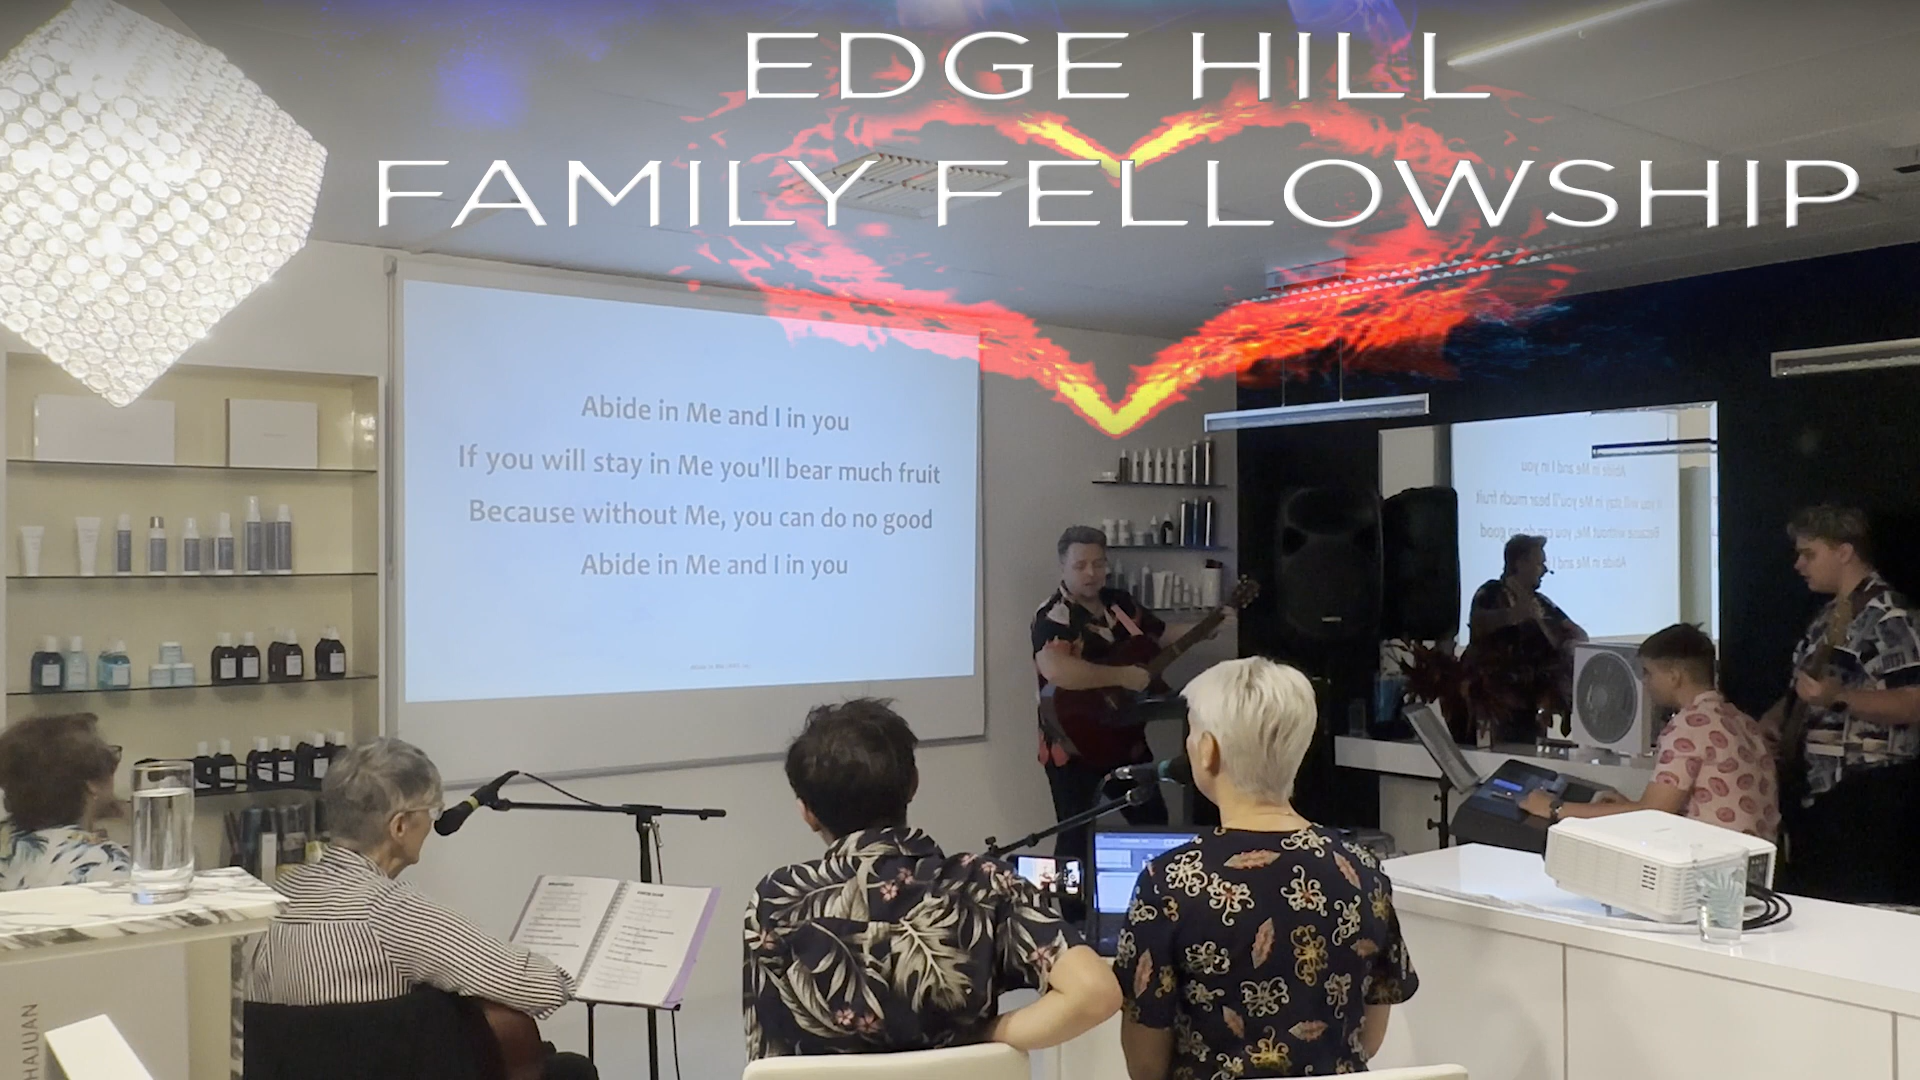 EDGE HILL
FAMILY FELLOWSHIP
Abide in Me and I in you
If you will stay in Me you'll bear much fruit
Because without Me, you can do no good
Abide in Me and I in you
HAJUAN